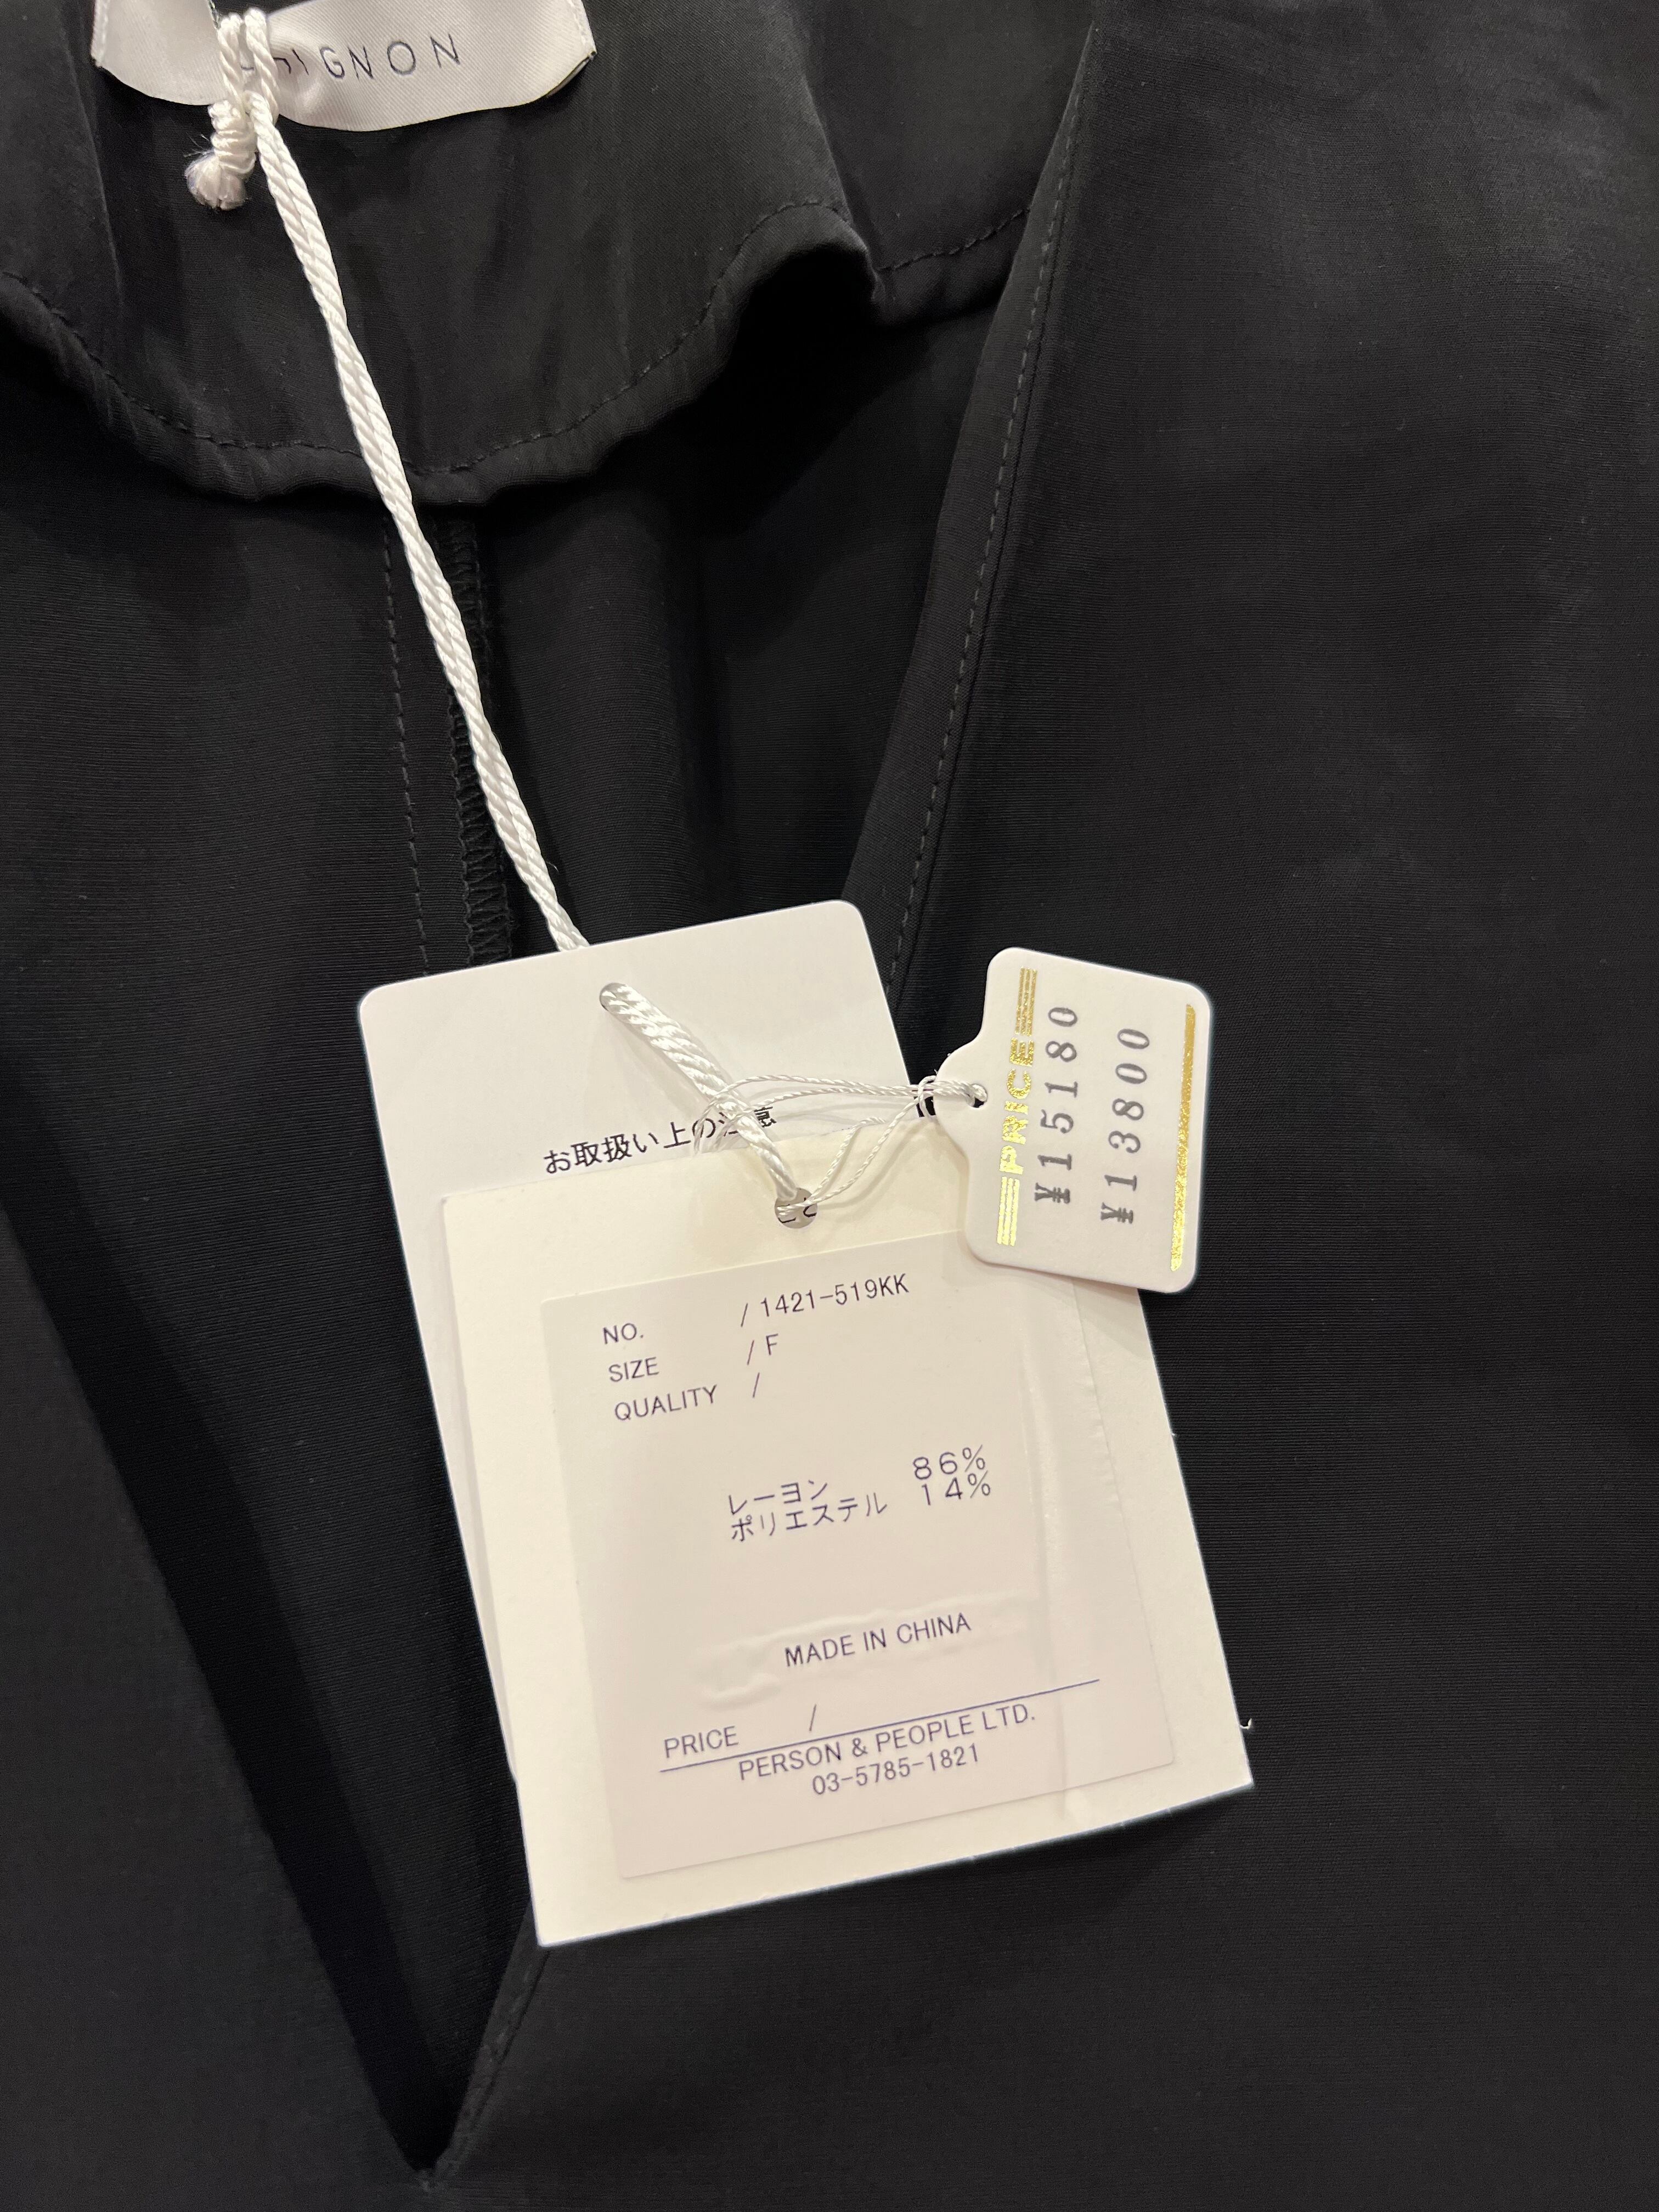 お取扱い上の注意
PRICE
¥15180
¥13800
NO. / 1421-519KK
SIZE / F
QUALITY /
レーヨン 86%
ポリエステル 14%
MADE IN CHINA
PRICE /
PERSON & PEOPLE LTD.
03-5785-1821